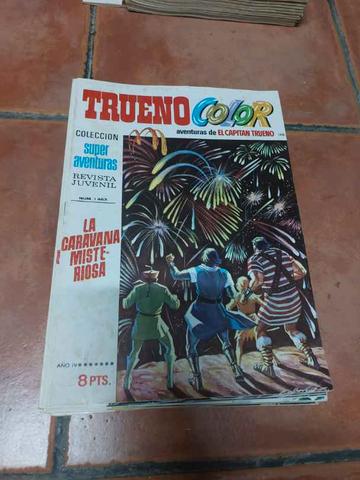 TRUENO COLOR
aventuras de EL CAPITAN TRUENO
COLECCION
super
aventuras
REVISTA
JUVENIL
LA
CARAVANA
MISTE-
RIOSA
AÑO IV
8 PTS.